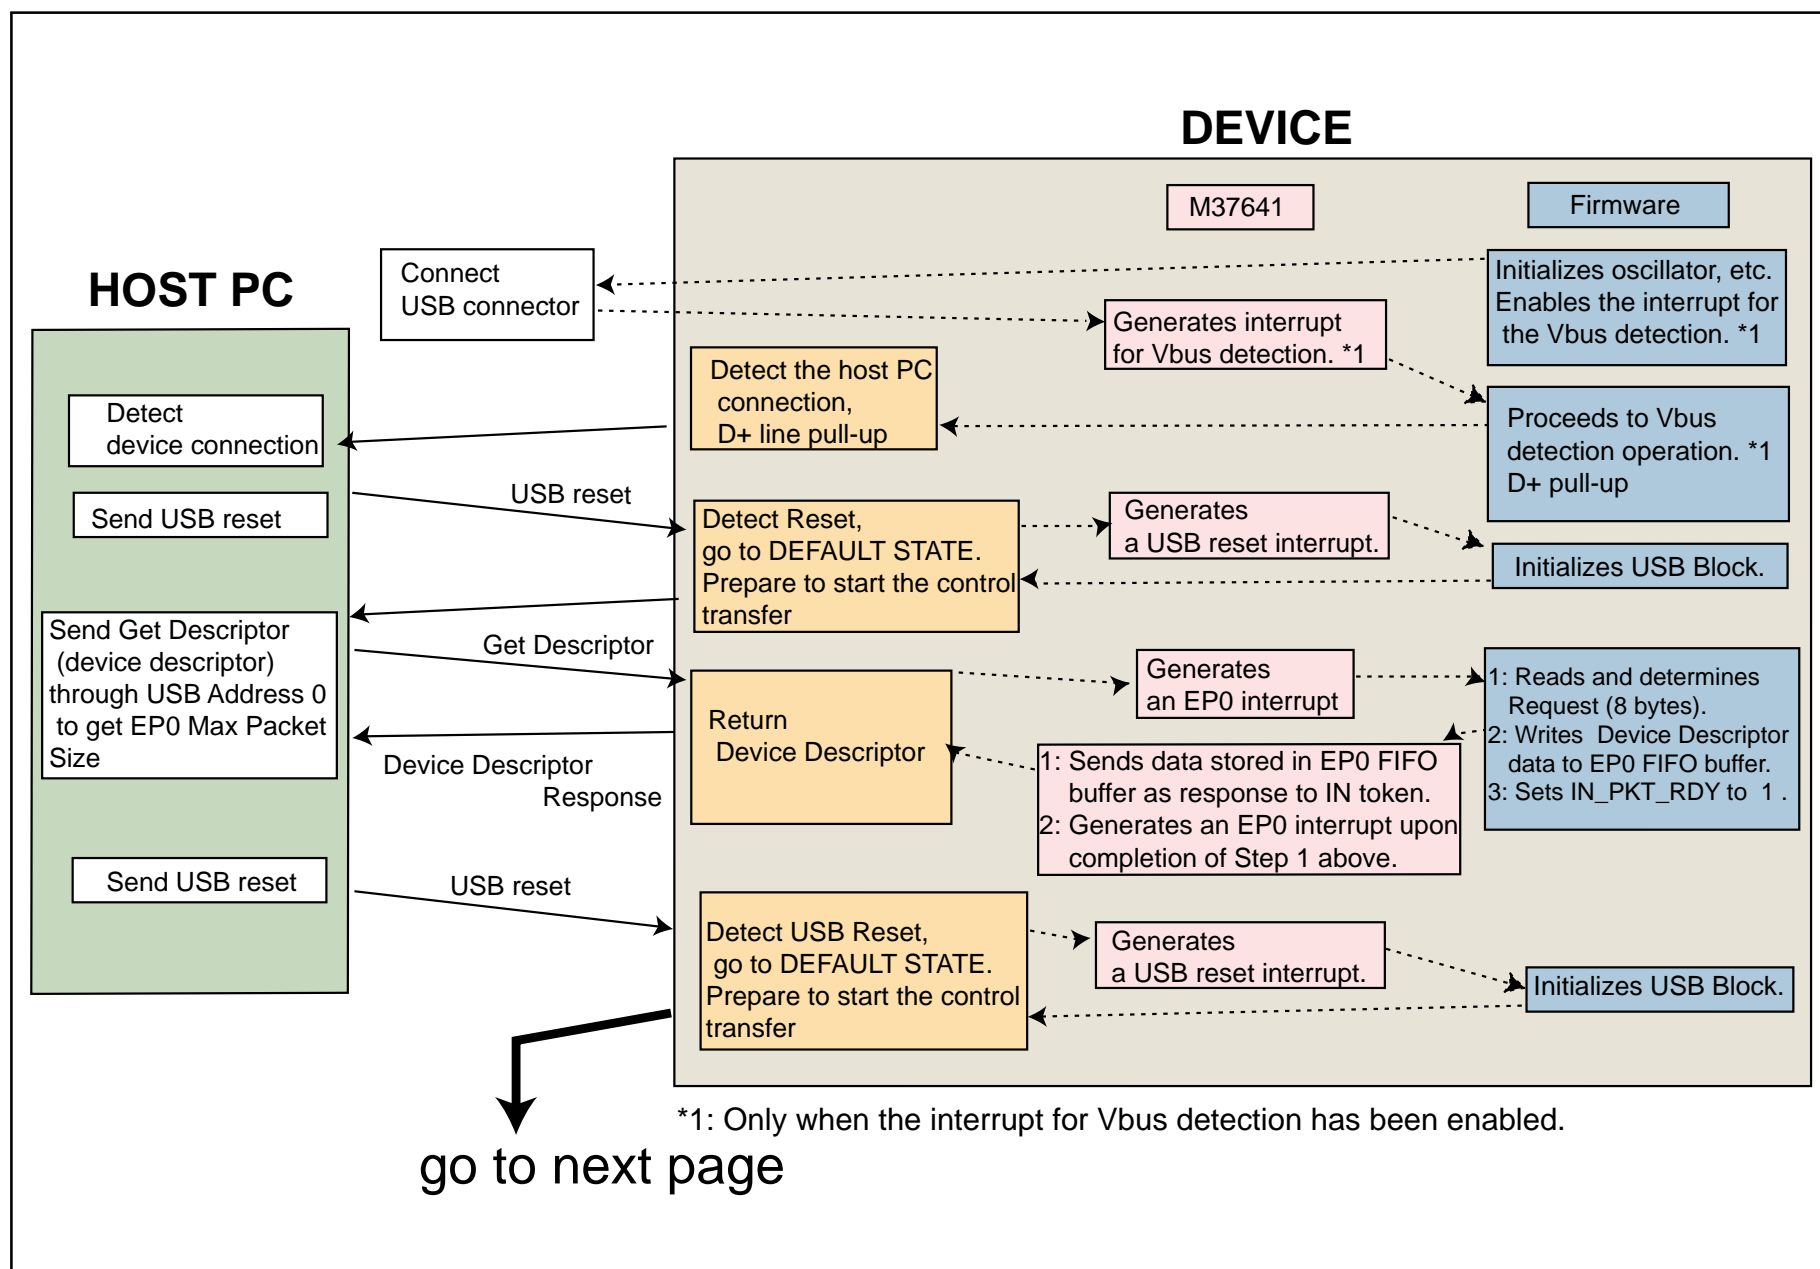 DEVICE
M37641
Firmware
HOST PC
Connect
USB connector
Initializes oscillator, etc.
Enables the interrupt for
the Vbus detection. *1
Generates interrupt
for Vbus detection. *1
Detect the host PC
connection,
D+ line pull-up
Detect
device connection
Proceeds to Vbus
detection operation. *1
D+ pull-up
USB reset
Send USB reset
Detect Reset,
go to DEFAULT STATE.
Prepare to start the control
transfer
Generates
a USB reset interrupt.
Initializes USB Block.
Send Get Descriptor
(device descriptor)
through USB Address 0
to get EP0 Max Packet
Size
Get Descriptor
Generates
an EP0 interrupt
1: Reads and determines
Request (8 bytes).
2: Writes Device Descriptor
data to EP0 FIFO buffer.
3: Sets IN_PKT_RDY to 1 .
Return
Device Descriptor
Device Descriptor
Response
1: Sends data stored in EP0 FIFO
buffer as response to IN token.
2: Generates an EP0 interrupt upon
completion of Step 1 above.
Send USB reset
USB reset
Detect USB Reset,
go to DEFAULT STATE.
Prepare to start the control
transfer
Generates
a USB reset interrupt.
Initializes USB Block.
*1: Only when the interrupt for Vbus detection has been enabled.
go to next page